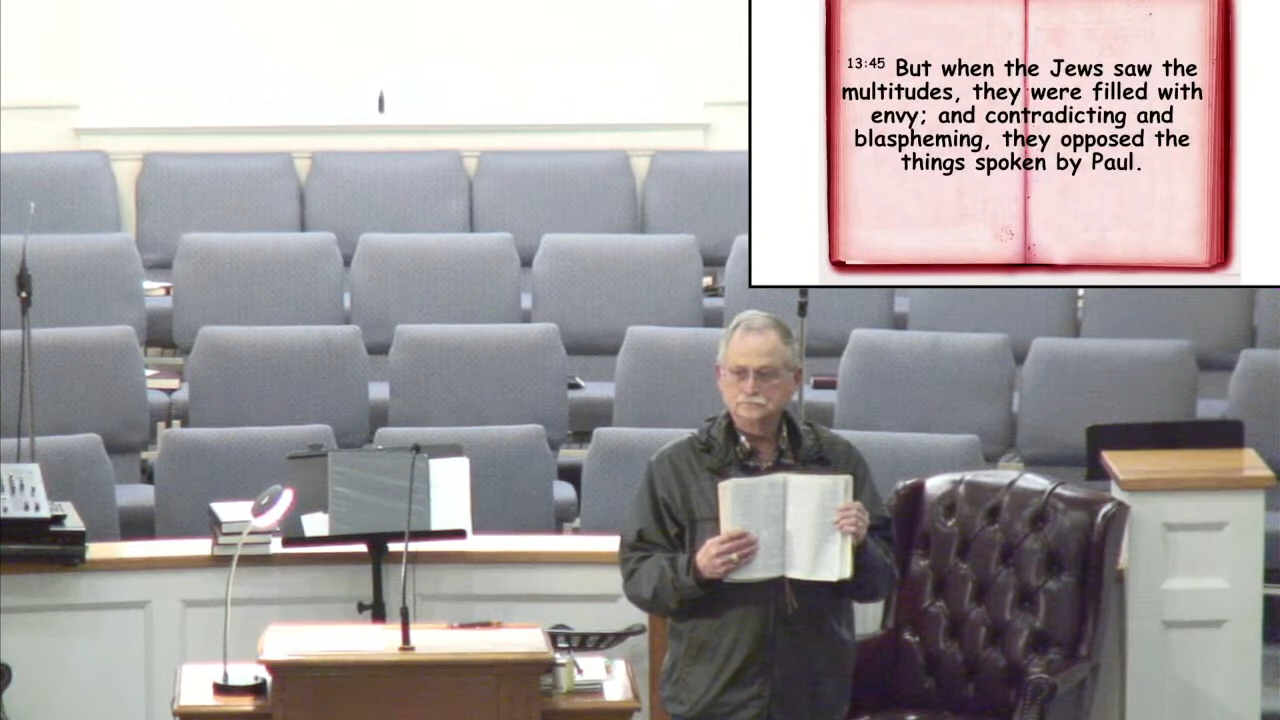 13:45 But when the Jews saw the
multitudes, they were filled with
envy; and contradicting and
blaspheming, they opposed the
things spoken by Paul.